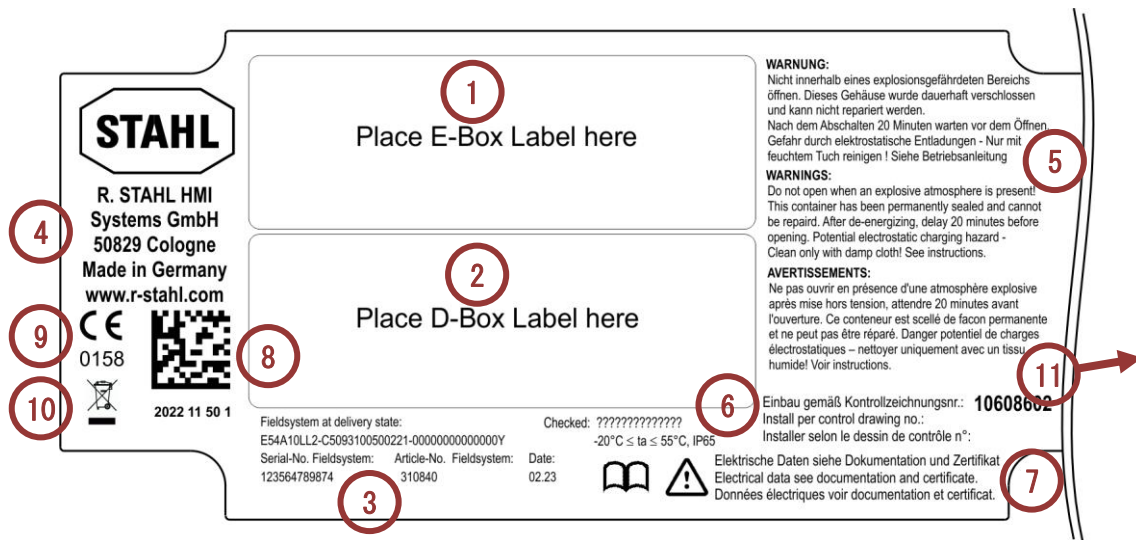 STAHL
R. STAHL HMI
Systems GmbH
50829 Cologne
Made in Germany
www.r-stahl.com
CE
0158
2022 11 50 1
4
9
10
8
1
Place E-Box Label here
2
Place D-Box Label here
Fieldsystem at delivery state:
E54A10LL2-C5093100500221-00000000000000Y
Serial-No. Fieldsystem: Article-No. Fieldsystem: Date:
123564789874 310840 02.23
3
Checked: ??????????????
-20°C ≤ ta ≤ 55°C, IP65
6
WARNUNG:
Nicht innerhalb eines explosionsgefährdeten Bereichs
öffnen. Dieses Gehäuse wurde dauerhaft verschlossen
und kann nicht repariert werden.
Nach dem Abschalten 20 Minuten warten vor dem Öffnen.
Gefahr durch elektrostatische Entladungen - Nur mit
feuchtem Tuch reinigen ! Siehe Betriebsanleitung
5
WARNINGS:
Do not open when an explosive atmosphere is present!
This container has been permanently sealed and cannot
be repaird. After de-energizing, delay 20 minutes before
opening. Potential electrostatic charging hazard -
Clean only with damp cloth! See instructions.
AVERTISSEMENTS:
Ne pas ouvrir en présence d'une atmosphère explosive
après mise hors tension, attendre 20 minutes avant
l'ouverture. Ce conteneur est scellé de facon permanente
et ne peut pas être réparé. Danger potentiel de charges
électrostatiques – nettoyer uniquement avec un tissu
humide! Voir instructions.
11
Einbau gemäß Kontrollzeichnungsnr.: 10608602
Install per control drawing no.:
Installer selon le dessin de contrôle n°:
Elektrische Daten siehe Dokumentation und Zertifikat
Electrical data see documentation and certificate.
Données électriques voir documentation et certificat.
7